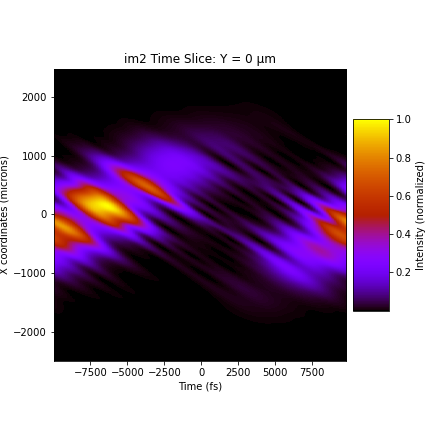 im2 Time Slice: Y = 0 μm
X coordinates (microns)
2000
1000
0
−1000
−2000
−7500 −5000 −2500 0 2500 5000 7500
Time (fs)
1.0
0.8
0.6
0.4
0.2
Intensity (normalized)